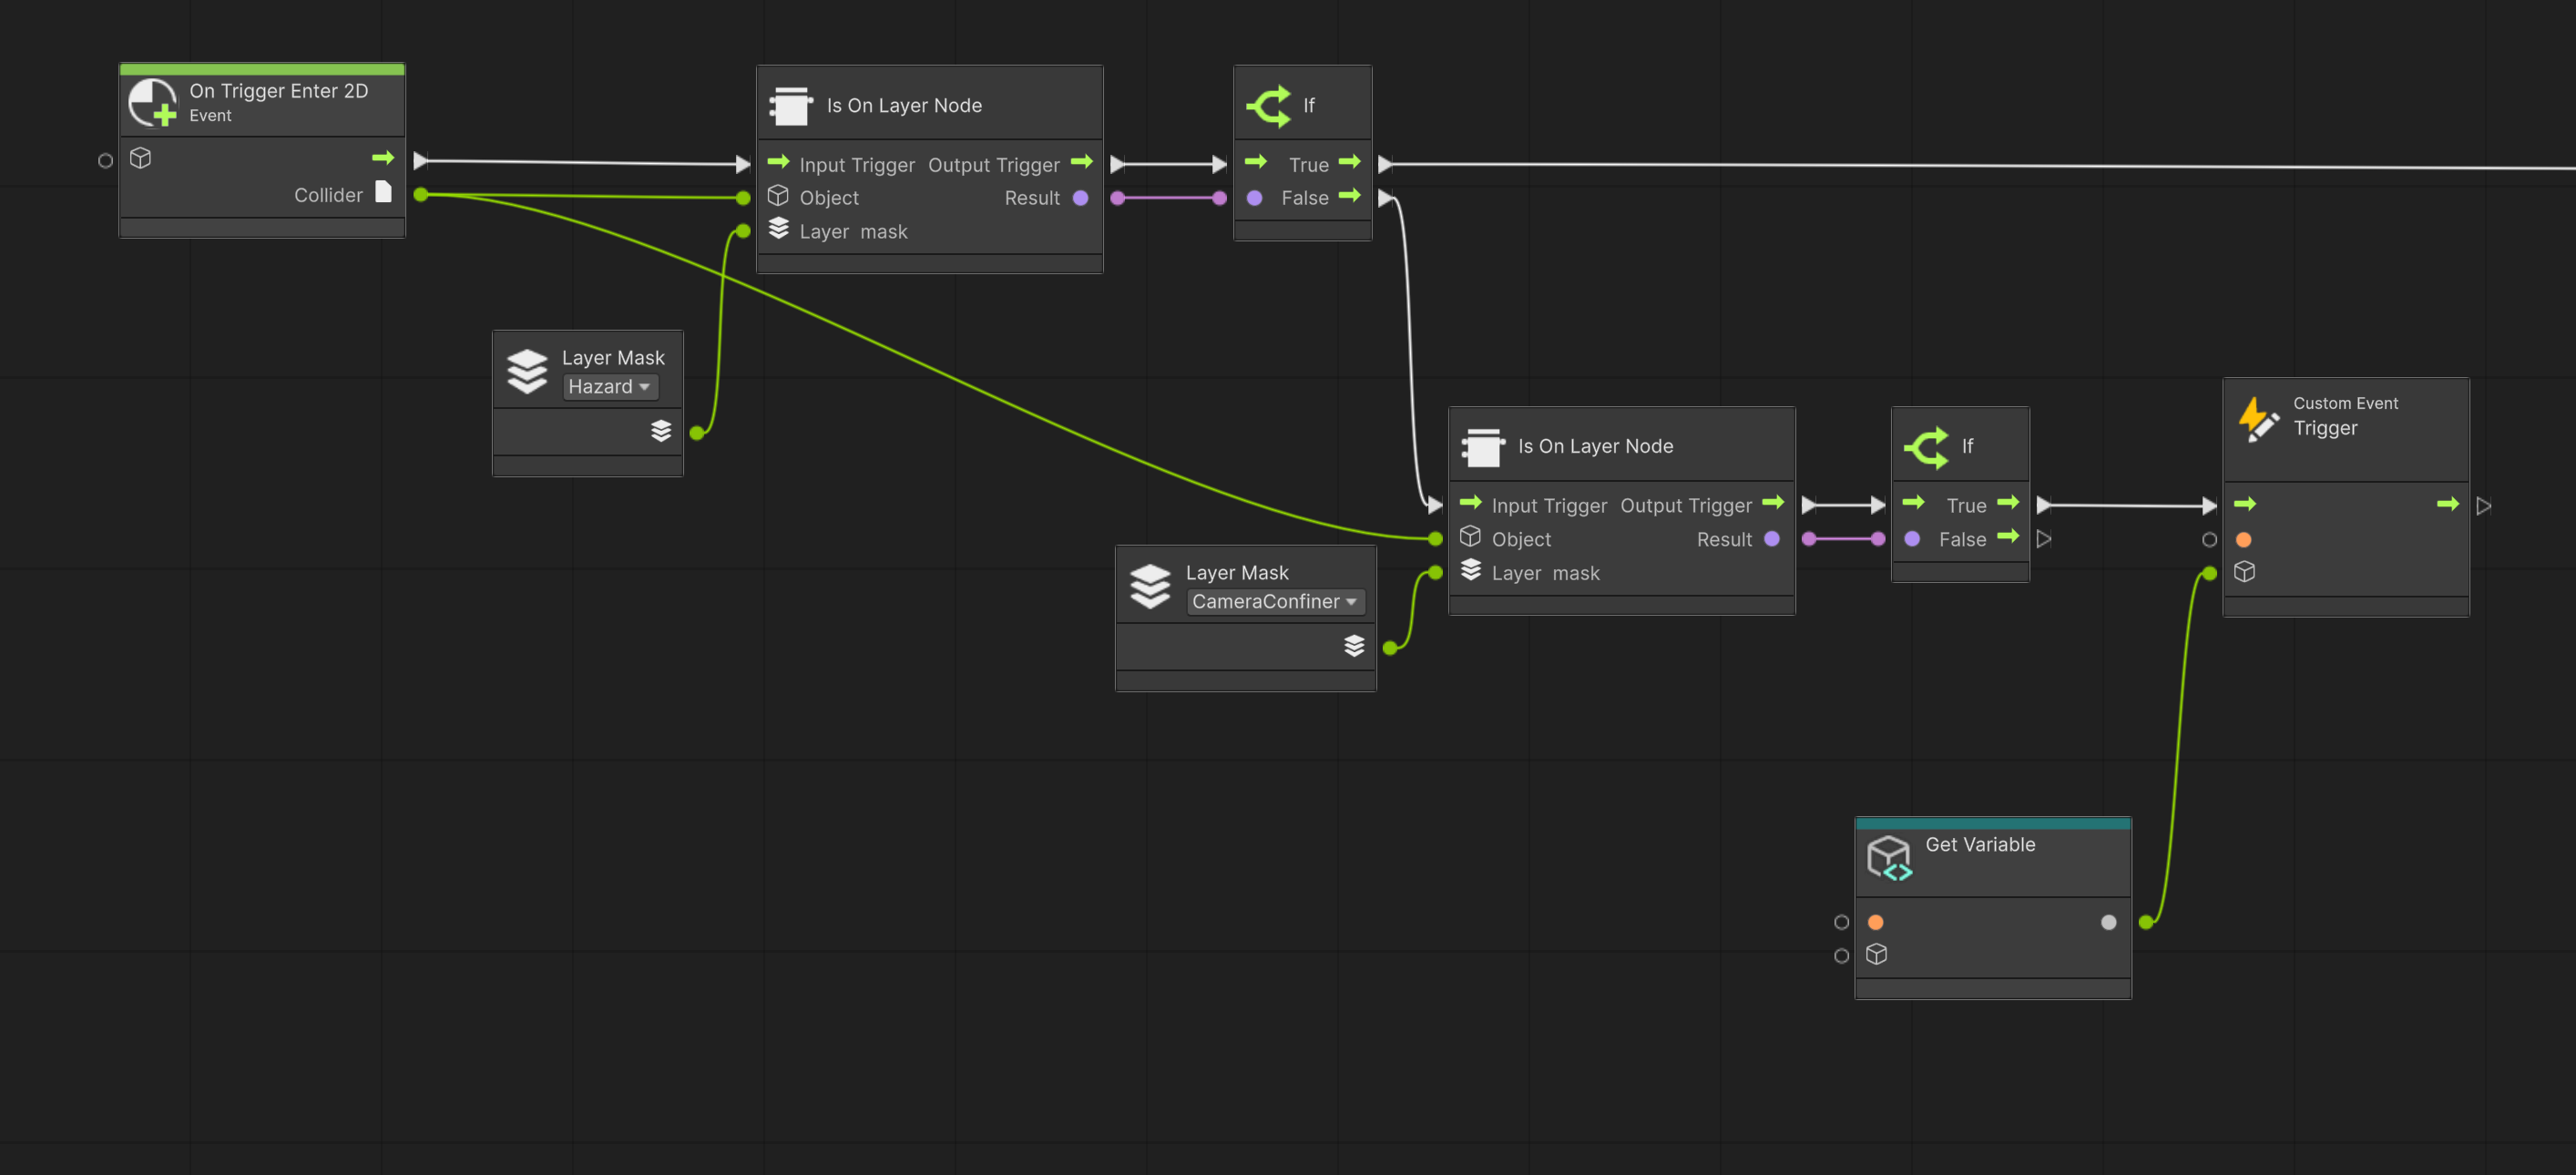 On Trigger Enter 2D
Event
Collider
Is On Layer Node
Input Trigger Output Trigger
Object Result
Layer mask
If
True
False
Layer Mask
Hazard
Layer Mask
CameraConfiner
Is On Layer Node
Input Trigger Output Trigger
Object Result
Layer mask
If
True
False
Custom Event
Trigger
Get Variable